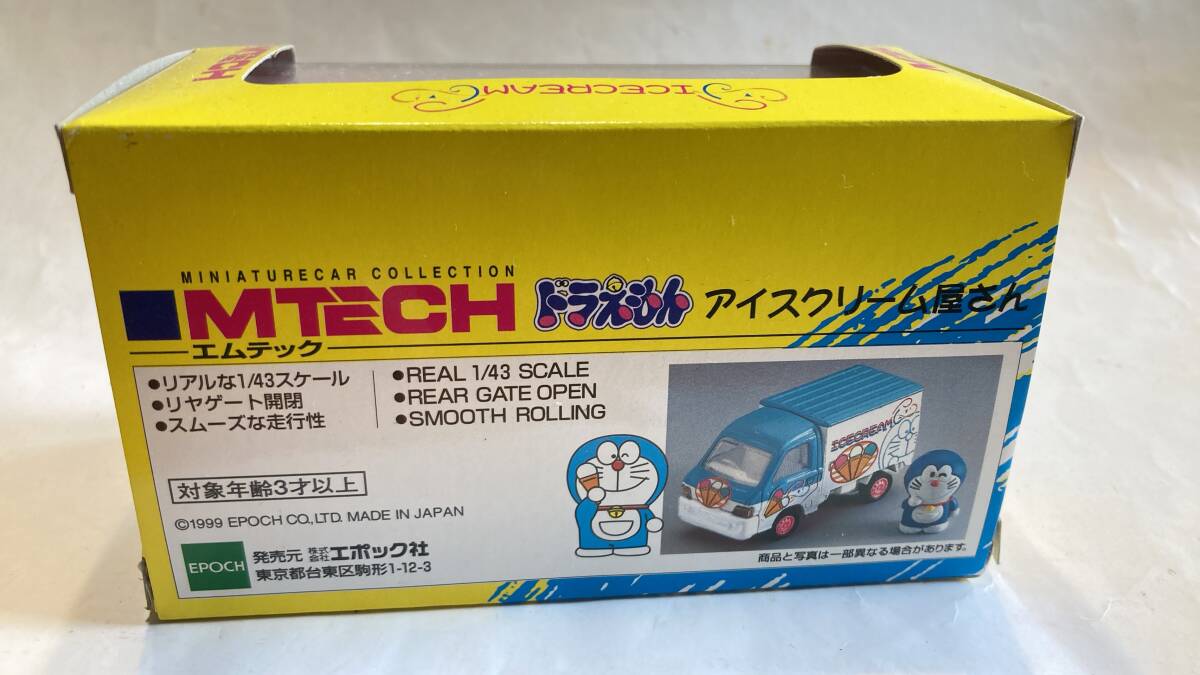 MTECH
ICECREAM
MINIATURECAR COLLECTION
MTECH
エムテック
ドラえもん アイスクリーム屋さん
●リアルな1/43スケール
●リヤゲート開閉
●スムーズな走行性
●REAL 1/43 SCALE
●REAR GATE OPEN
●SMOOTH ROLLING
ICECREAM
対象年齢3才以上
©1999 EPOCH CO.,LTD. MADE IN JAPAN
EPOCH
発売元 株式会社エポック社
東京都台東区駒形1-12-3
商品と写真は一部異なる場合があります。